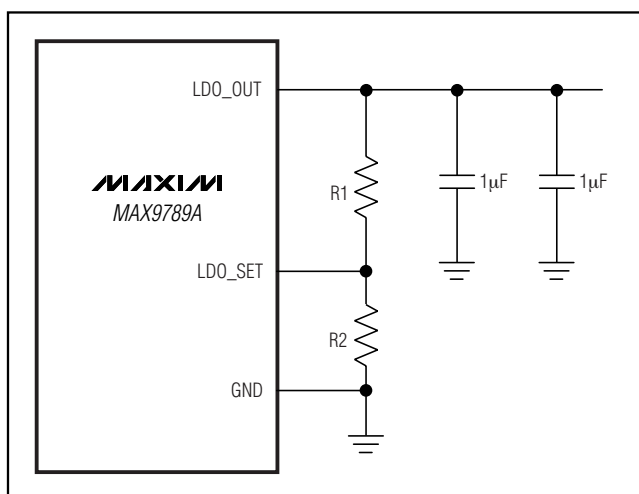 LDO_OUT
MAXIM
MAX9789A
R1
1μF
1μF
LDO_SET
R2
GND